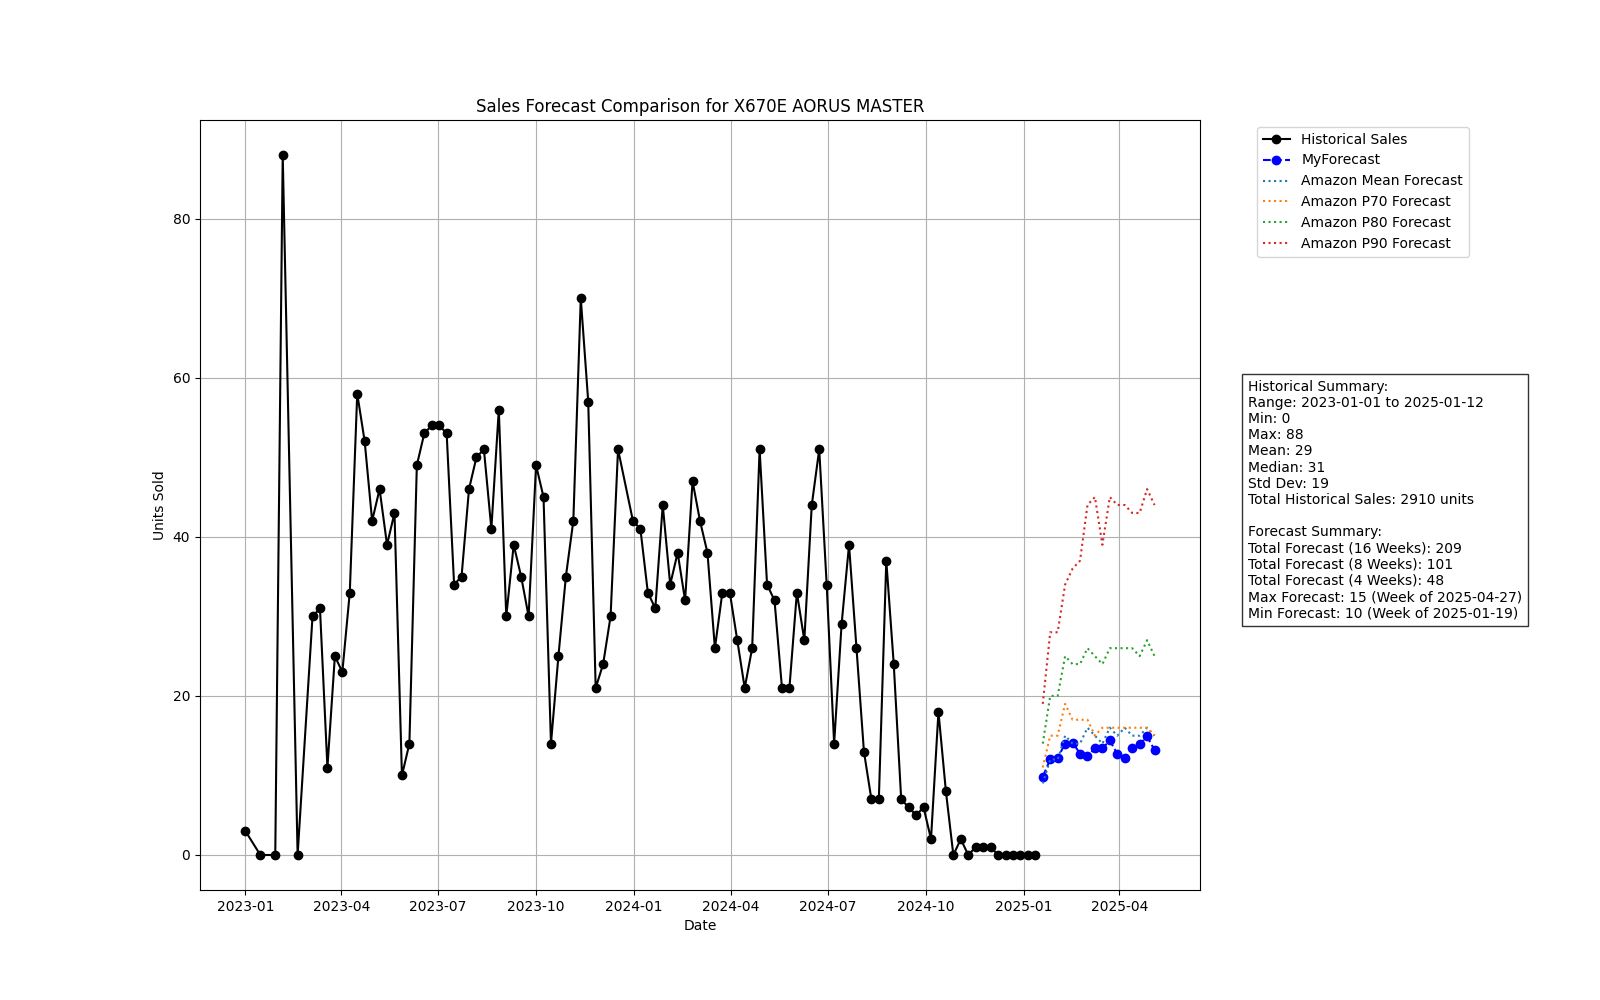 Sales Forecast Comparison for X670E AORUS MASTER
Historical Sales
MyForecast
Amazon Mean Forecast
Amazon P70 Forecast
Amazon P80 Forecast
Amazon P90 Forecast
Historical Summary:
Range: 2023-01-01 to 2025-01-12
Min: 0
Max: 88
Mean: 29
Median: 31
Std Dev: 19
Total Historical Sales: 2910 units
Forecast Summary:
Total Forecast (16 Weeks): 209
Total Forecast (8 Weeks): 101
Total Forecast (4 Weeks): 48
Max Forecast: 15 (Week of 2025-04-27)
Min Forecast: 10 (Week of 2025-01-19)
Units Sold
80
60
40
20
0
2023-01 2023-04 2023-07 2023-10 2024-01 2024-04 2024-07 2024-10 2025-01 2025-04
Date